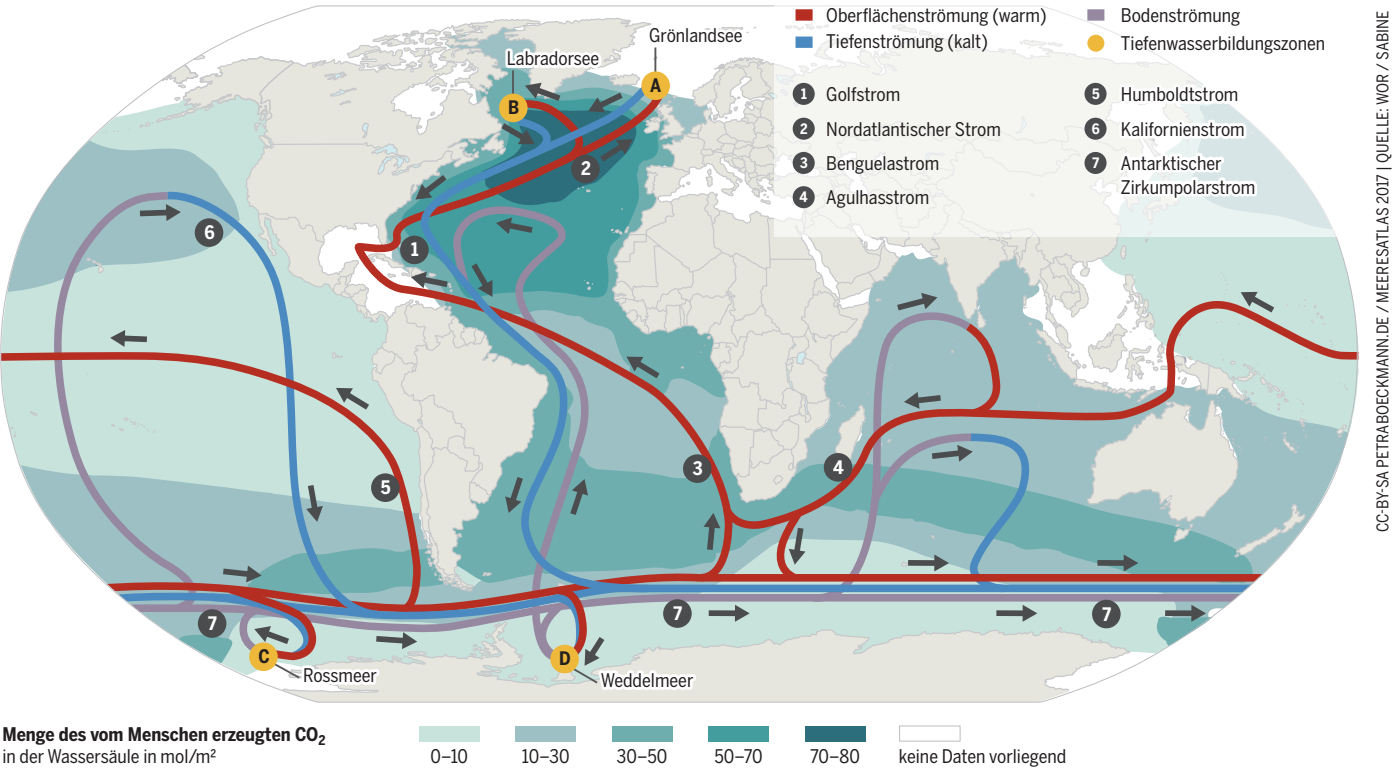 Oberflächenströmung (warm)
Tiefenströmung (kalt)
Bodenströmung
Tiefenwasserbildungszonen
1 Golfstrom
2 Nordatlantischer Strom
3 Benguelastrom
4 Agulhasstrom
5 Humboldtstrom
6 Kalifornienstrom
7 Antarktischer
Zirkumpolarstrom
Grönlandsee
Labradorsee
A
B
2
6
1
5
3
4
7
7
7
C
Rossmeer
D
Weddelmeer
Menge des vom Menschen erzeugten CO₂
in der Wassersäule in mol/m²
0–10
10–30
30–50
50–70
70–80
keine Daten vorliegend
CC-BY-SA PETRABOECKMANN.DE / MEERESATLAS 2017 | QUELLE: WOR / SABINE